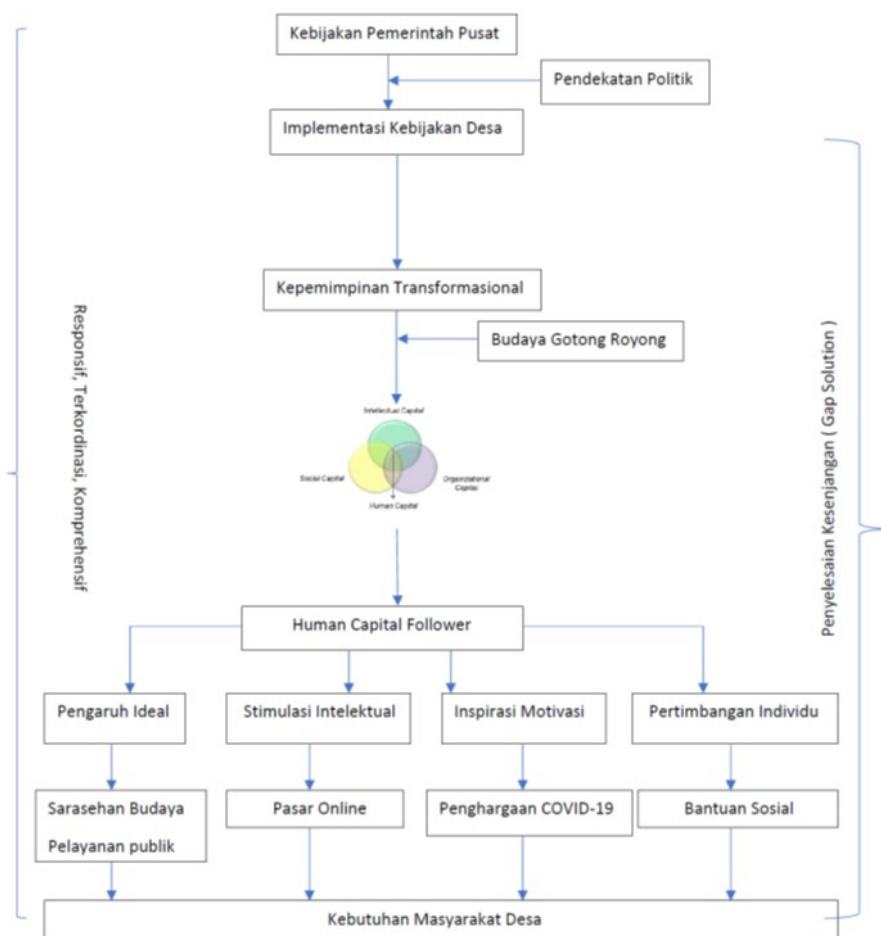 Kebijakan Pemerintah Pusat
Pendekatan Politik
Implementasi Kebijakan Desa
Kepemimpinan Transformasional
Budaya Gotong Royong
Responsif, Terkordinasi, Komprehensif
Penyelesaian Kesenjangan ( Gap Solution )
Intellectual Capital
Social Capital
Organizational
Capital
Human Capital
Human Capital Follower
Pengaruh Ideal
Stimulasi Intelektual
Inspirasi Motivasi
Pertimbangan Individu
Sarasehan Budaya
Pelayanan publik
Pasar Online
Penghargaan COVID-19
Bantuan Sosial
Kebutuhan Masyarakat Desa